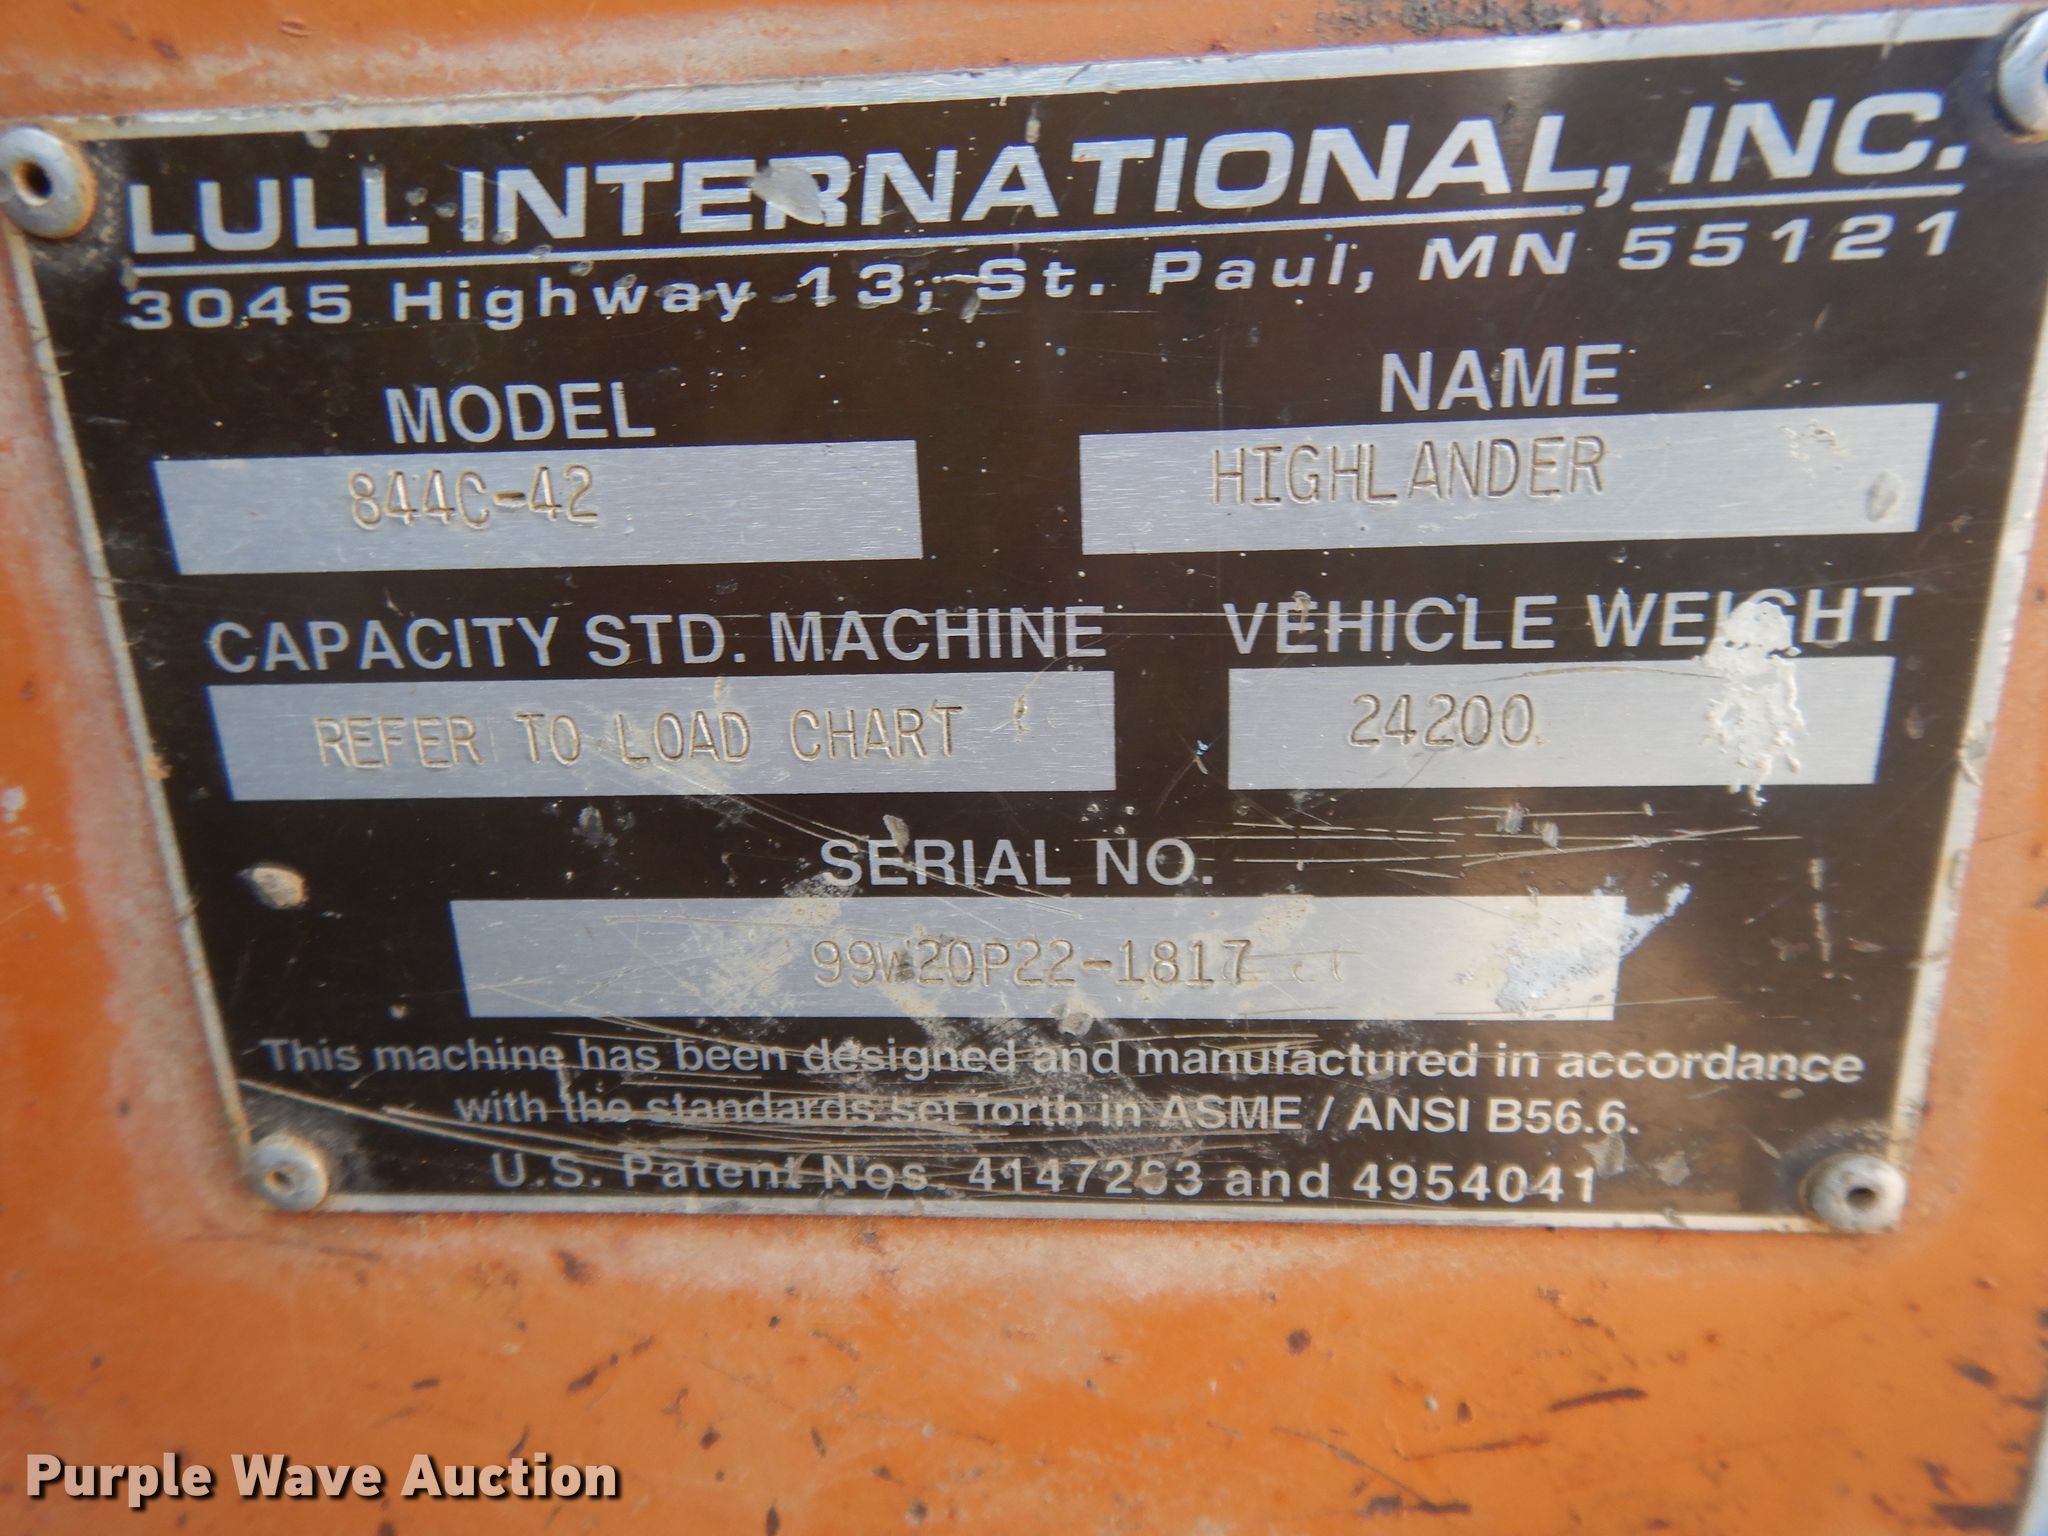 LULL INTERNATIONAL, INC.
3045 Highway 13, St. Paul, MN 55121
MODEL NAME
844C-42 HIGHLANDER
CAPACITY STD. MACHINE VEHICLE WEIGHT
REFER TO LOAD CHART 24200
SERIAL NO.
99W20P22-1817
This machine has been designed and manufactured in accordance
with the standards set forth in ASME / ANSI B56.6.
U.S. Patent Nos. 4147263 and 4954041
Purple Wave Auction